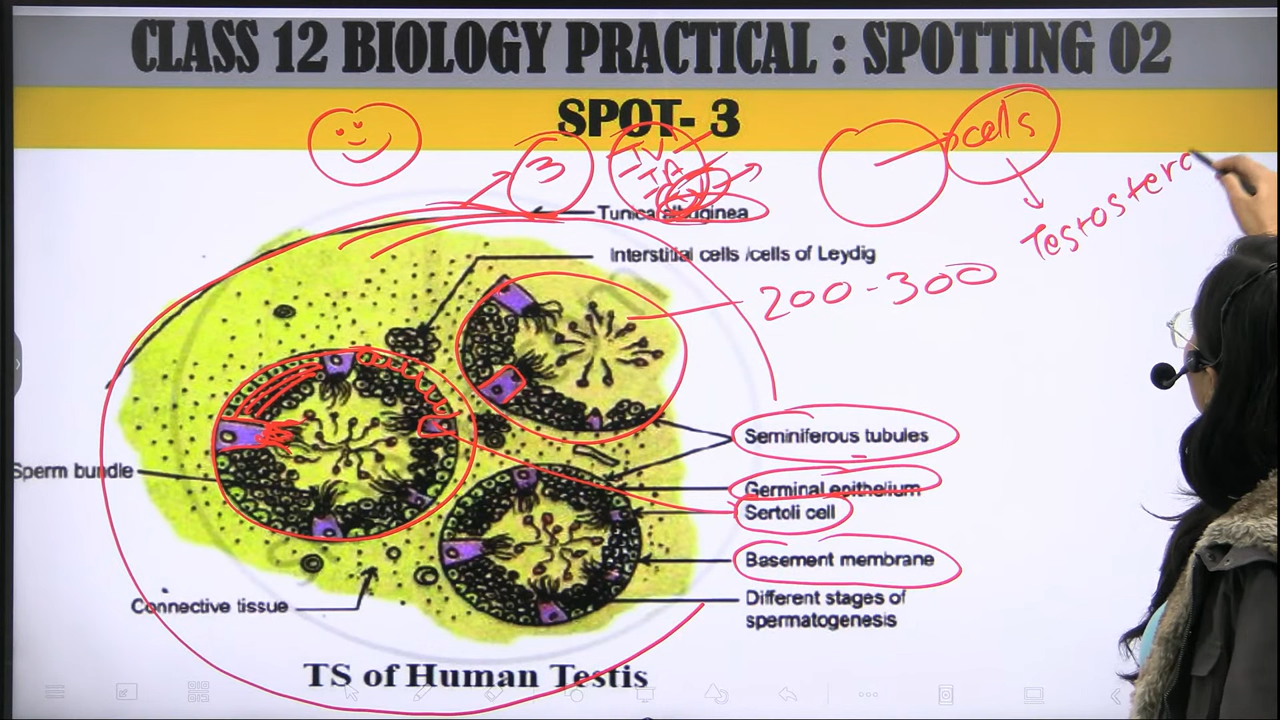 CLASS 12 BIOLOGY PRACTICAL : SPOTTING 02
SPOT- 3
3
TV
TA
cells
Testostero
Tunica albuginea
Interstitial cells /cells of Leydig
200-300
Seminiferous tubules
Sperm bundle
Germinal epithelium
Sertoli cell
Basement membrane
Connective tissue
Different stages of
spermatogenesis
TS of Human Testis